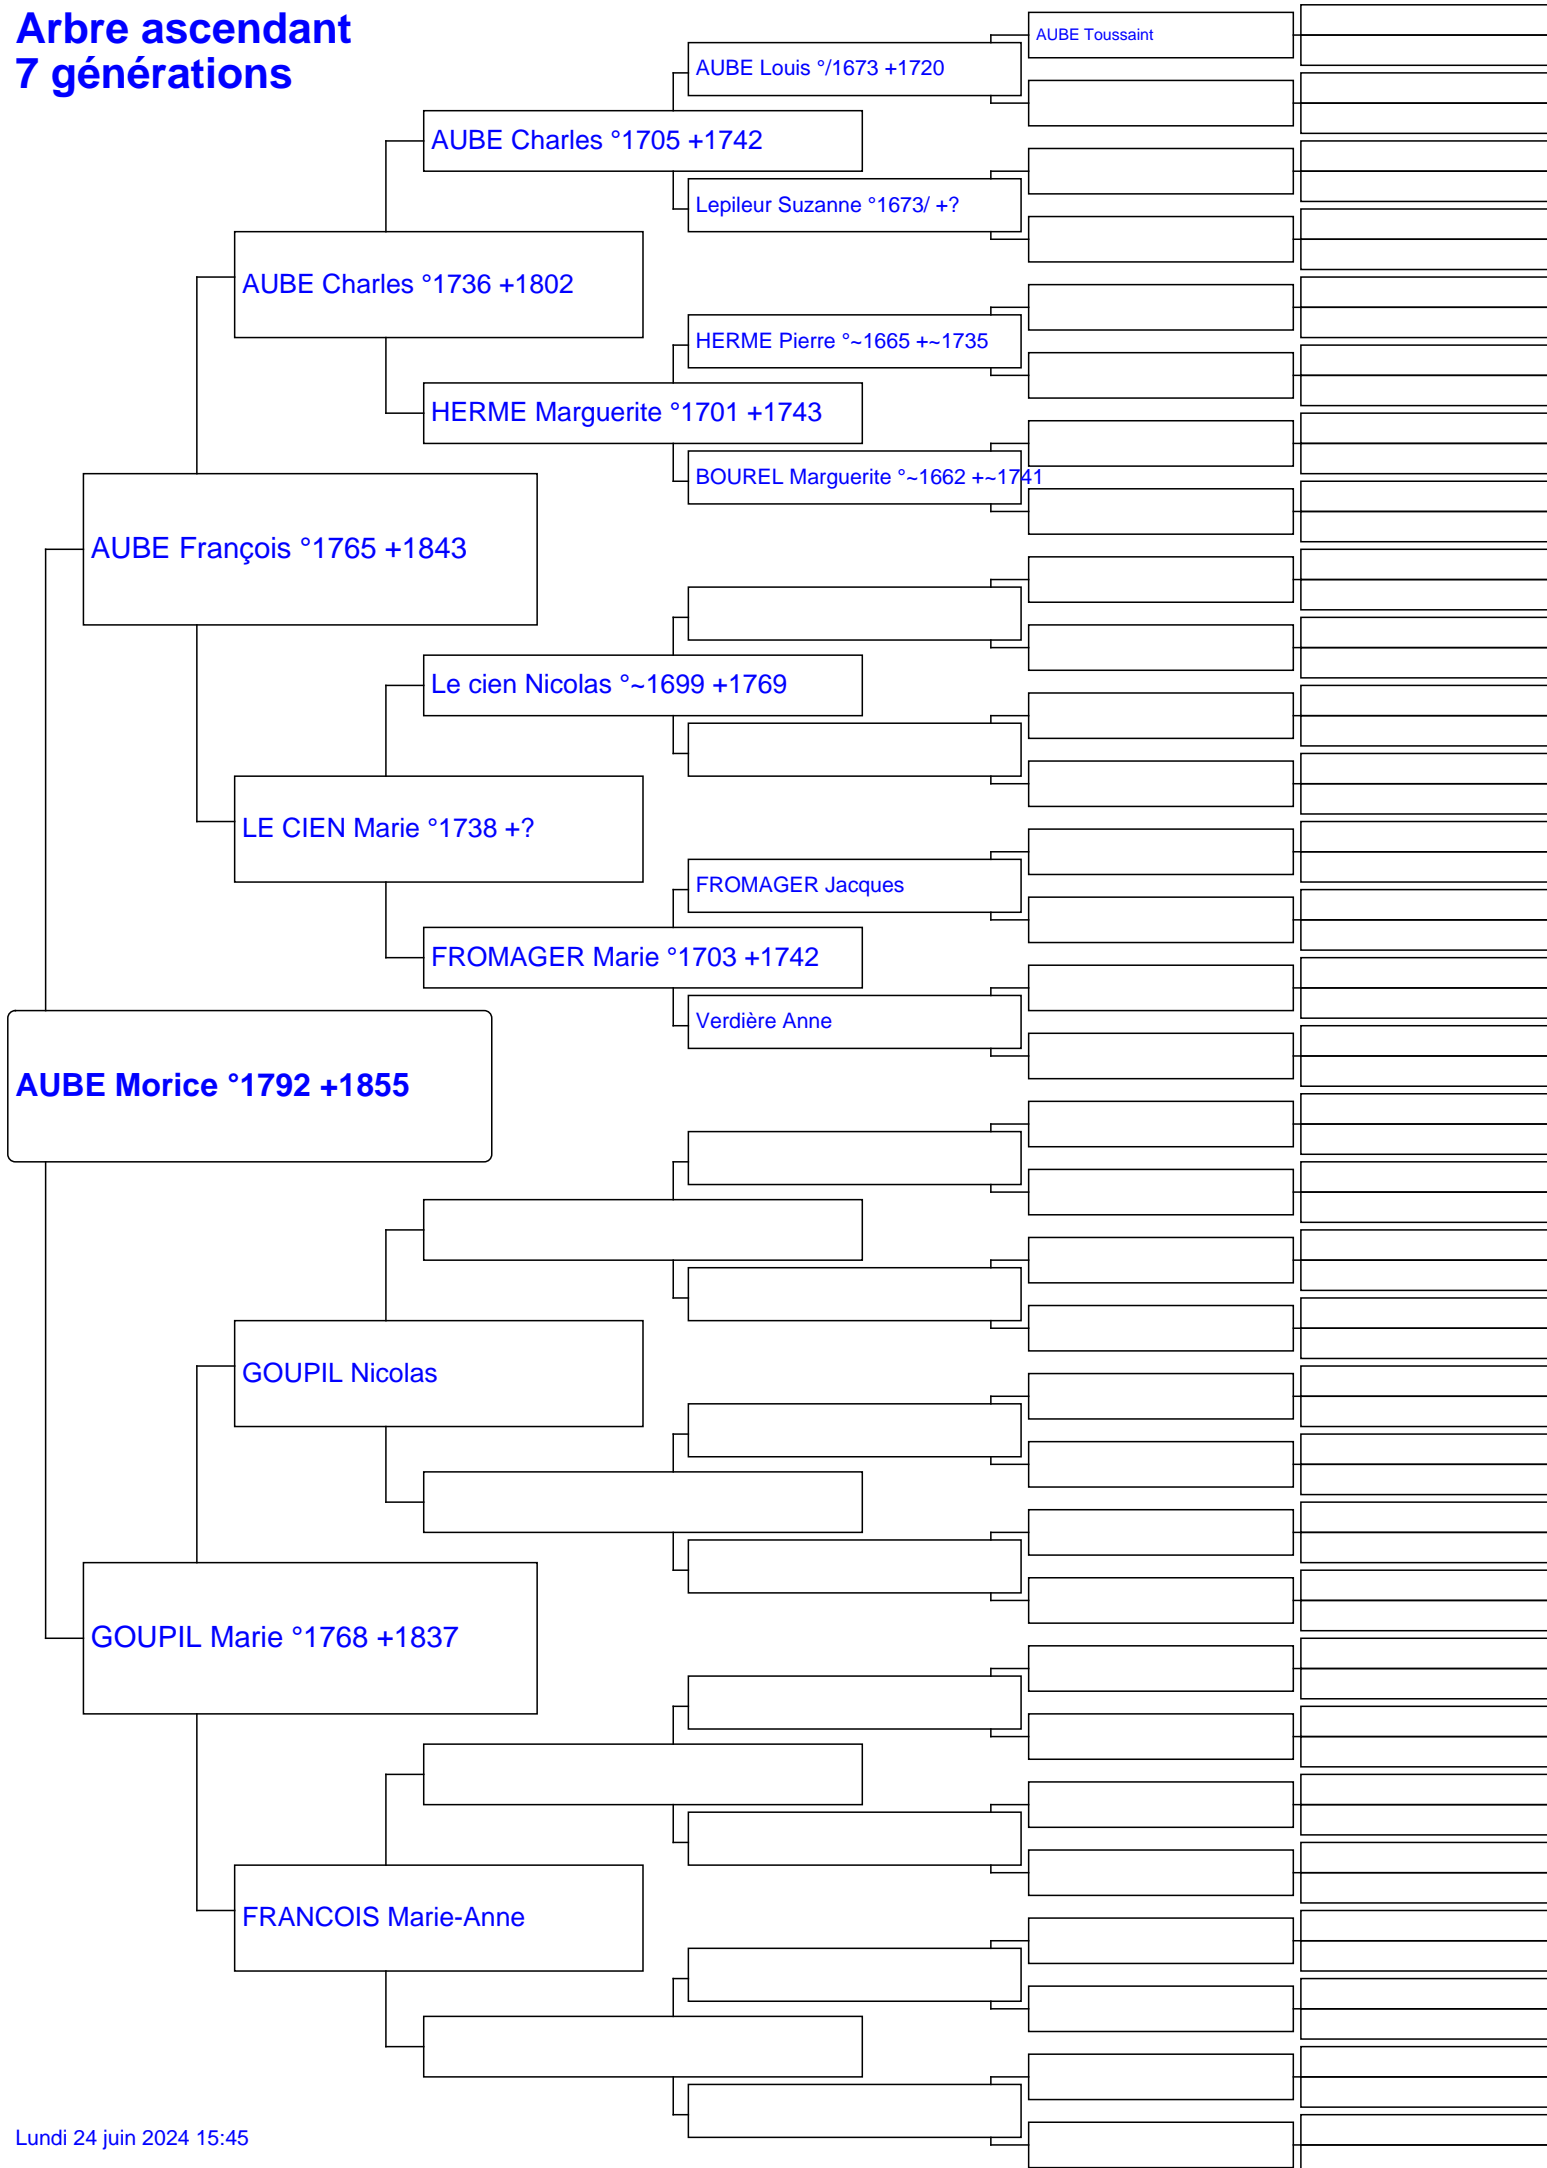 Arbre ascendant
7 générations
AUBE Toussaint
AUBE Louis °/1673 +1720
AUBE Charles °1705 +1742
Lepileur Suzanne °1673/ +?
AUBE Charles °1736 +1802
HERME Pierre °~1665 +~1735
HERME Marguerite °1701 +1743
BOUREL Marguerite °~1662 +~1741
AUBE François °1765 +1843
Le cien Nicolas °~1699 +1769
LE CIEN Marie °1738 +?
FROMAGER Jacques
FROMAGER Marie °1703 +1742
Verdière Anne
AUBE Morice °1792 +1855
GOUPIL Nicolas
GOUPIL Marie °1768 +1837
FRANCOIS Marie-Anne
Lundi 24 juin 2024 15:45